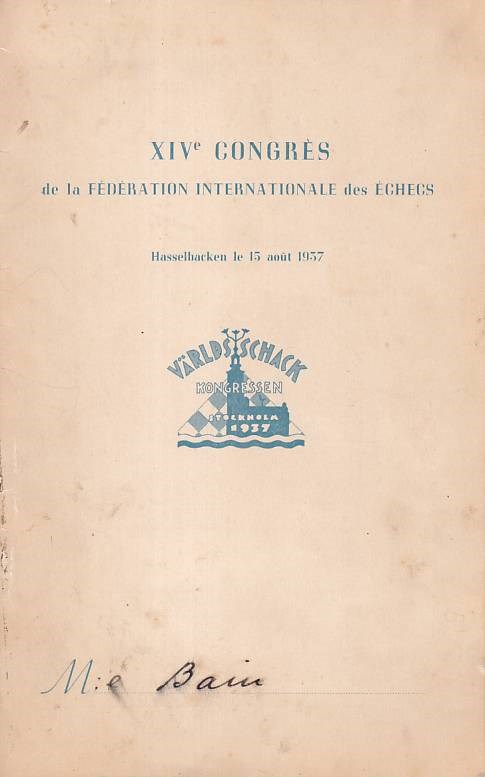 XIVe CONGRÈS
de la FÉDÉRATION INTERNATIONALE des ÉCHECS
Hasselbacken le 15 août 1937
VÄRLDSSCHACK
KONGRESSEN
STOCKHOLM
1937
M:e Bain